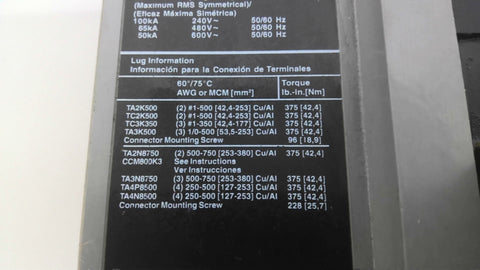 (Maximum RMS Symmetrical)/
(Eficaz Máxima Simétrica)
100kA 240V~ 50/60 Hz
65kA 480V~ 50/60 Hz
50kA 600V~ 50/60 Hz
Lug Information
Información para la Conexión de Terminales
60°/75°C Torque
AWG or MCM [mm²] lb.-in.[Nm]
TA2K500 (2) #1-500 [42,4-253] Cu/Al 375 [42,4]
TC2K500 (2) #1-500 [42,4-253] Cu/Al 375 [42,4]
TC3K350 (3) #1-350 [42,4-177] Cu/Al 375 [42,4]
TA3K500 (3) 1/0-500 [53,5-253] Cu/Al 375 [42,4]
Connector Mounting Screw 96 [18,9]
TA2N8750 (2) 500-750 [253-380] Cu/Al 375 [42,4]
CCM800K3 See Instructions
Ver Instrucciones
TA3N8750 (3) 500-750 [253-380] Cu/Al 375 [42,4]
TA4P8500 (4) 250-500 [127-253] Cu/Al 375 [42,4]
TA4N8500 (4) 250-500 [127-253] Cu/Al 375 [42,4]
Connector Mounting Screw 228 [25,7]